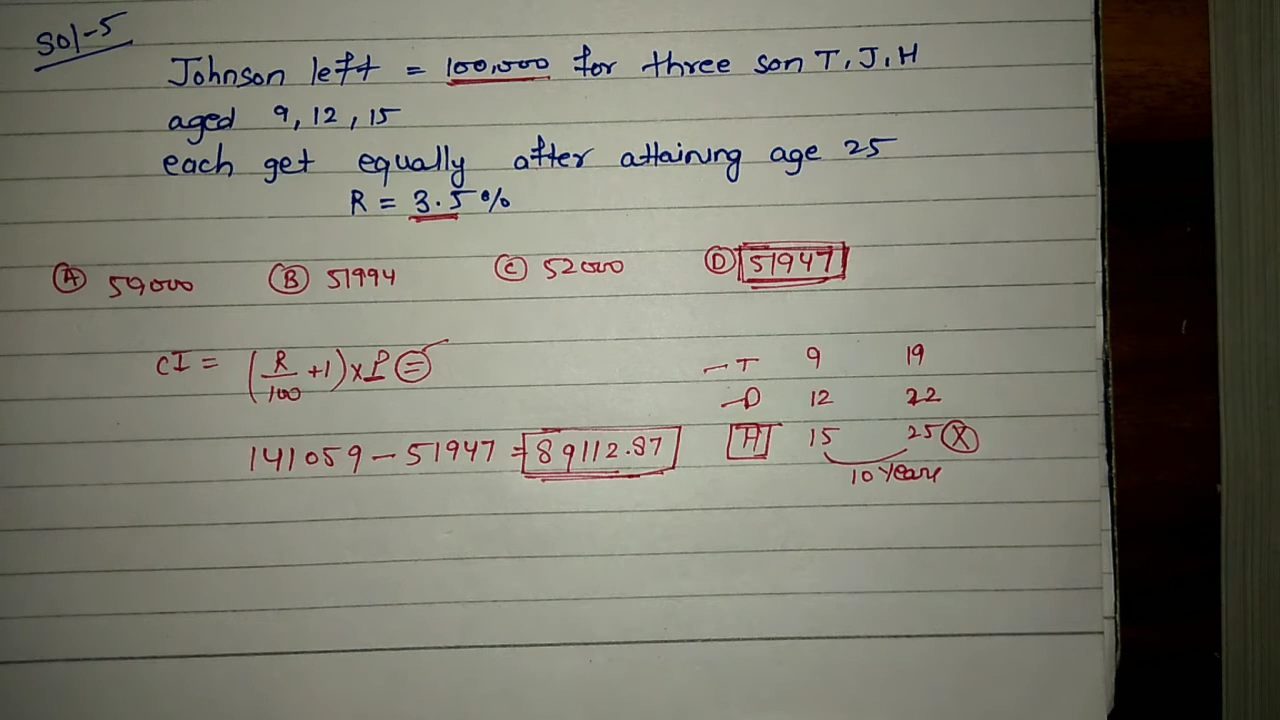 Sol-5
Johnson left = 100,000 for three son T, J, H
aged 9, 12, 15
each get equally after attaining age 25
R = 3.5%
A 59000 B 51994 C 52000 D 51947
CI = (R/100 +1) x P =
- T 9 19
- D 12 22
H 15 25 X
10 years
141059 - 51947 = 89112.87